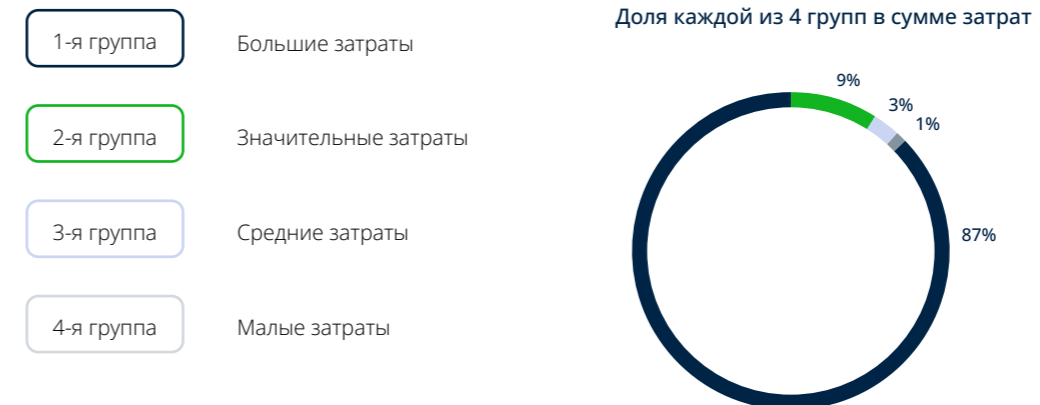 1-я группа
Большие затраты
2-я группа
Значительные затраты
3-я группа
Средние затраты
4-я группа
Малые затраты
Доля каждой из 4 групп в сумме затрат
9%
3%
1%
87%